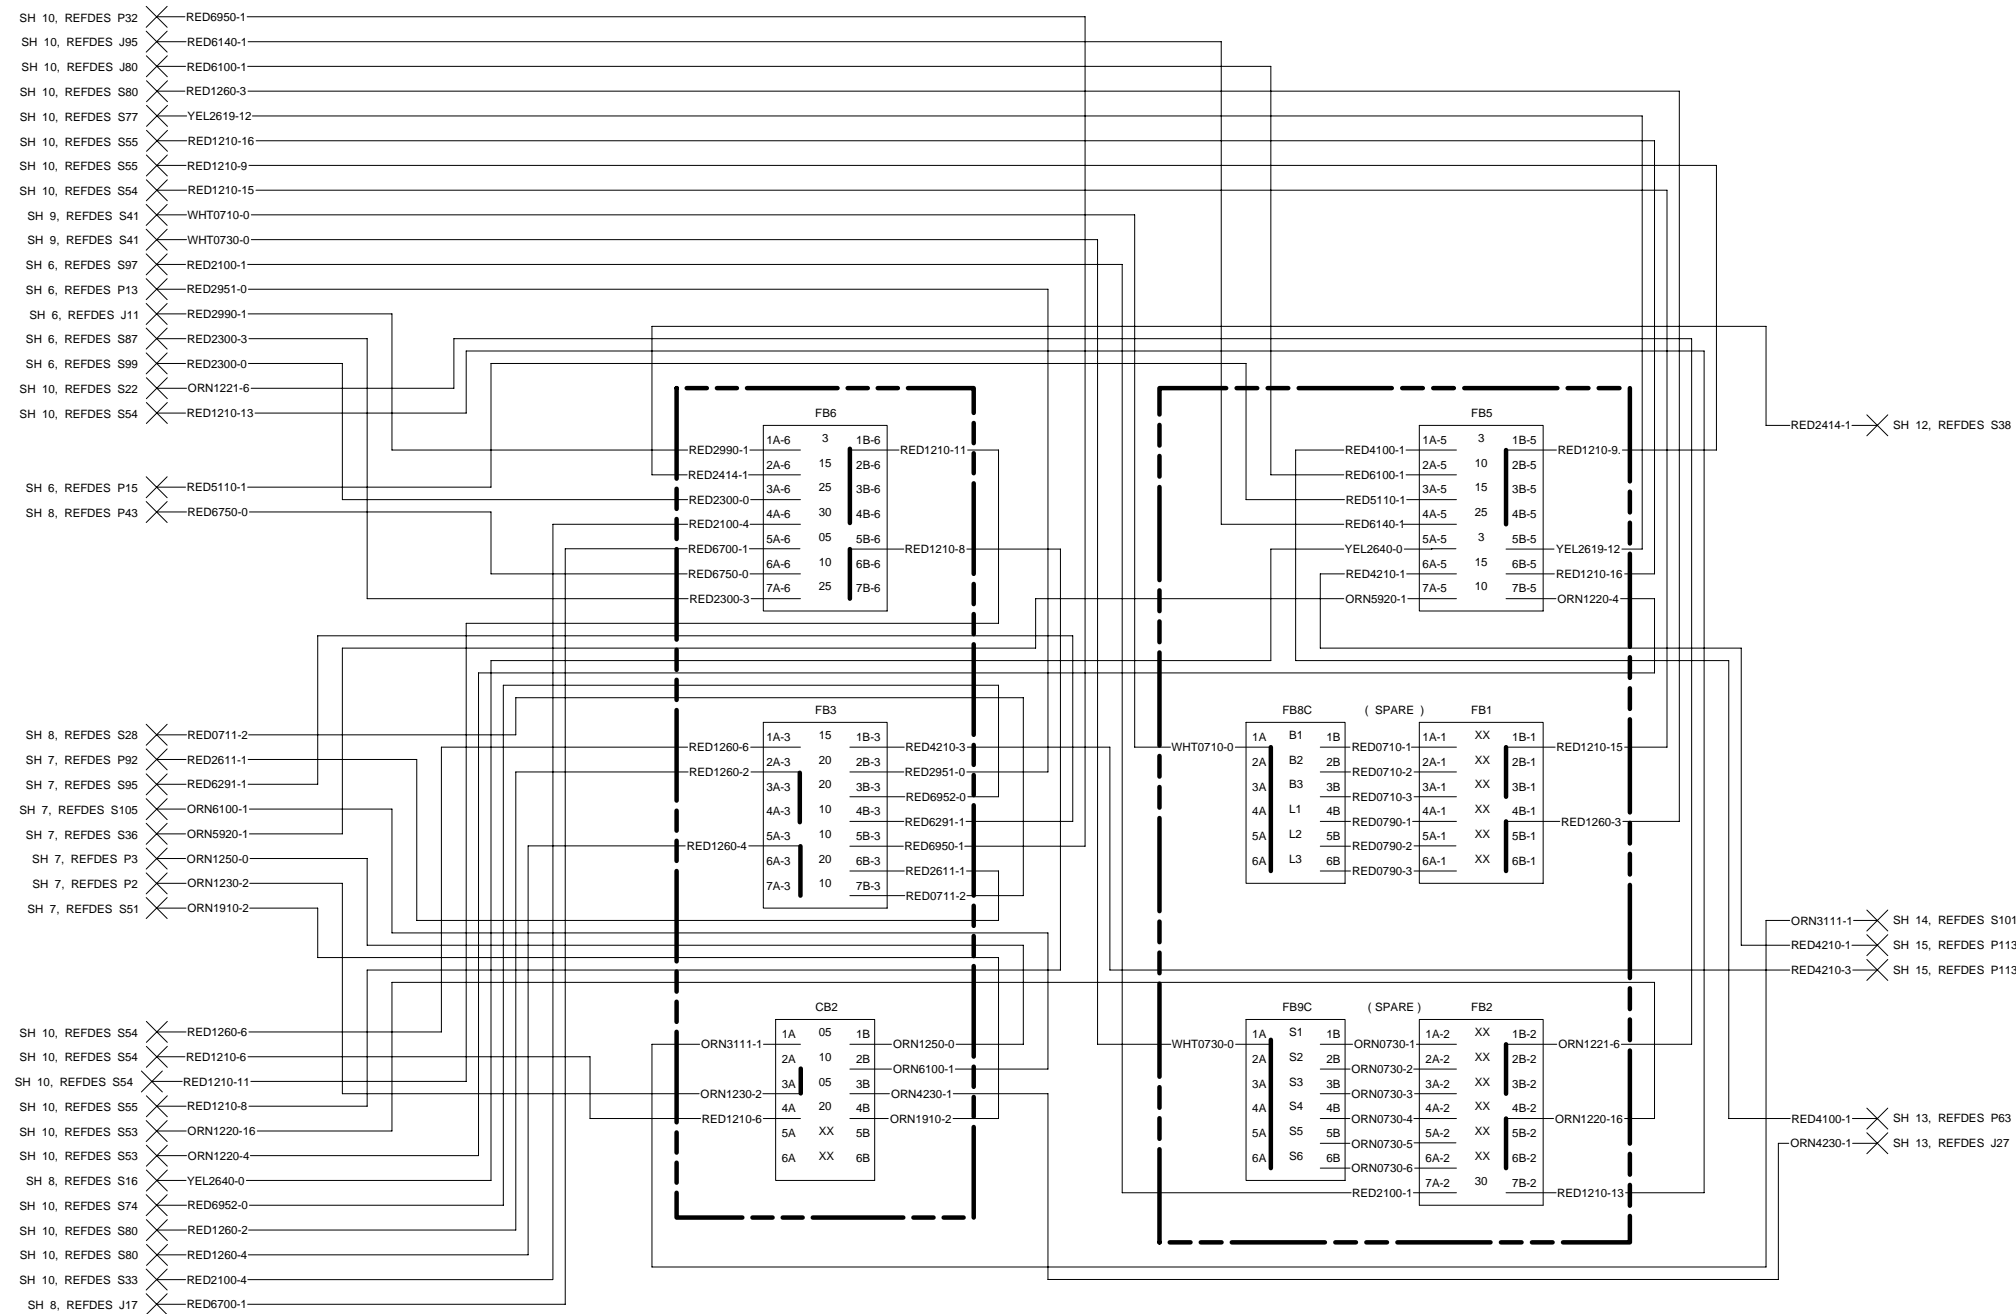 SH 10, REFDES P32 RED6950-1
SH 10, REFDES J95 RED6140-1
SH 10, REFDES J80 RED6100-1
SH 10, REFDES S80 RED1260-3
SH 10, REFDES S77 YEL2619-12
SH 10, REFDES S55 RED1210-16
SH 10, REFDES S55 RED1210-9
SH 10, REFDES S54 RED1210-15
SH 9, REFDES S41 WHT0710-0
SH 9, REFDES S41 WHT0730-0
SH 6, REFDES S97 RED2100-1
SH 6, REFDES P13 RED2951-0
SH 6, REFDES J11 RED2990-1
SH 6, REFDES S87 RED2300-3
SH 6, REFDES S99 RED2300-0
SH 10, REFDES S22 ORN1221-6
SH 10, REFDES S54 RED1210-13
SH 6, REFDES P15 RED5110-1
SH 8, REFDES P43 RED6750-0
SH 8, REFDES S28 RED0711-2
SH 7, REFDES P92 RED2611-1
SH 7, REFDES S95 RED6291-1
SH 7, REFDES S105 ORN6100-1
SH 7, REFDES S36 ORN5920-1
SH 7, REFDES P3 ORN1250-0
SH 7, REFDES P2 ORN1230-2
SH 7, REFDES S51 ORN1910-2
SH 10, REFDES S54 RED1260-6
SH 10, REFDES S54 RED1210-6
SH 10, REFDES S54 RED1210-11
SH 10, REFDES S55 RED1210-8
SH 10, REFDES S53 ORN1220-16
SH 10, REFDES S53 ORN1220-4
SH 8, REFDES S16 YEL2640-0
SH 10, REFDES S74 RED6952-0
SH 10, REFDES S80 RED1260-2
SH 10, REFDES S80 RED1260-4
SH 10, REFDES S33 RED2100-4
SH 8, REFDES J17 RED6700-1
FB6
RED2990-1 1A-6 3 1B-6 RED1210-11
RED2414-1 2A-6 15 2B-6
RED2300-0 3A-6 25 3B-6
RED2100-4 4A-6 30 4B-6
RED6700-1 5A-6 05 5B-6 RED1210-8
RED6750-0 6A-6 10 6B-6
RED2300-3 7A-6 25 7B-6
FB3
RED1260-6 1A-3 15 1B-3 RED4210-3
RED1260-2 2A-3 20 2B-3 RED2951-0
3A-3 20 3B-3 RED6952-0
4A-3 10 4B-3 RED6291-1
RED1260-4 5A-3 10 5B-3 RED6950-1
6A-3 20 6B-3 RED2611-1
7A-3 10 7B-3 RED0711-2
CB2
ORN3111-1 1A 05 1B ORN1250-0
2A 10 2B ORN6100-1
ORN1230-2 3A 05 3B ORN4230-1
RED1210-6 4A 20 4B ORN1910-2
5A XX 5B
6A XX 6B
FB5
RED4100-1 1A-5 3 1B-5 RED1210-9.
RED6100-1 2A-5 10 2B-5
RED5110-1 3A-5 15 3B-5
RED6140-1 4A-5 25 4B-5
YEL2640-0 5A-5 3 5B-5 YEL2619-12
RED4210-1 6A-5 15 6B-5 RED1210-16
ORN5920-1 7A-5 10 7B-5 ORN1220-4
FB8C ( SPARE ) FB1
WHT0710-0 1A B1 1B RED0710-1 1A-1 XX 1B-1 RED1210-15
2A B2 2B RED0710-2 2A-1 XX 2B-1
3A B3 3B RED0710-3 3A-1 XX 3B-1
4A L1 4B RED0790-1 4A-1 XX 4B-1 RED1260-3
5A L2 5B RED0790-2 5A-1 XX 5B-1
6A L3 6B RED0790-3 6A-1 XX 6B-1
FB9C ( SPARE ) FB2
WHT0730-0 1A S1 1B ORN0730-1 1A-2 XX 1B-2 ORN1221-6
2A S2 2B ORN0730-2 2A-2 XX 2B-2
3A S3 3B ORN0730-3 3A-2 XX 3B-2
4A S4 4B ORN0730-4 4A-2 XX 4B-2 ORN1220-16
5A S5 5B ORN0730-5 5A-2 XX 5B-2
6A S6 6B ORN0730-6 6A-2 XX 6B-2
RED2100-1 7A-2 30 7B-2 RED1210-13
RED2414-1 SH 12, REFDES S38
ORN3111-1 SH 14, REFDES S101
RED4210-1 SH 15, REFDES P113
RED4210-3 SH 15, REFDES P113
RED4100-1 SH 13, REFDES P63
ORN4230-1 SH 13, REFDES J27